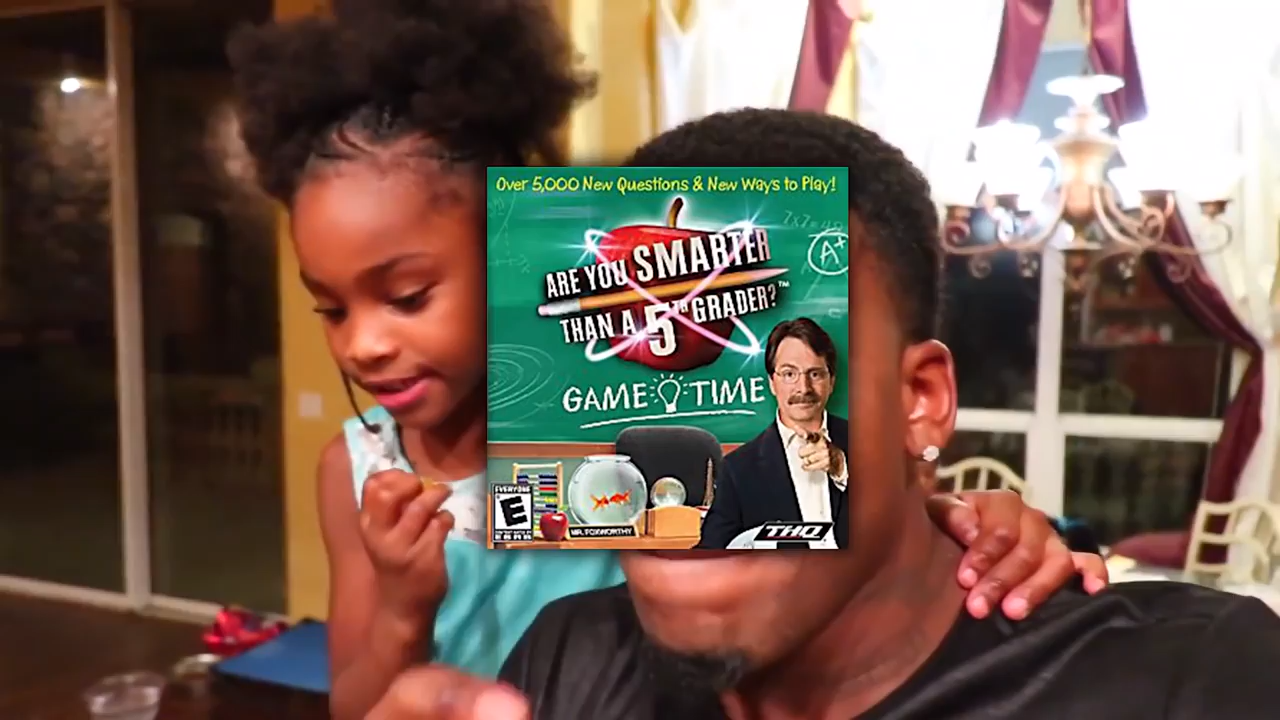 Over 5,000 New Questions & New Ways to Play!
7x7=49
A+
ARE YOU SMARTER
THAN A 5TH GRADER?™
GAME TIME
EVERYONE
E
MR. FOXWORTHY
THQ